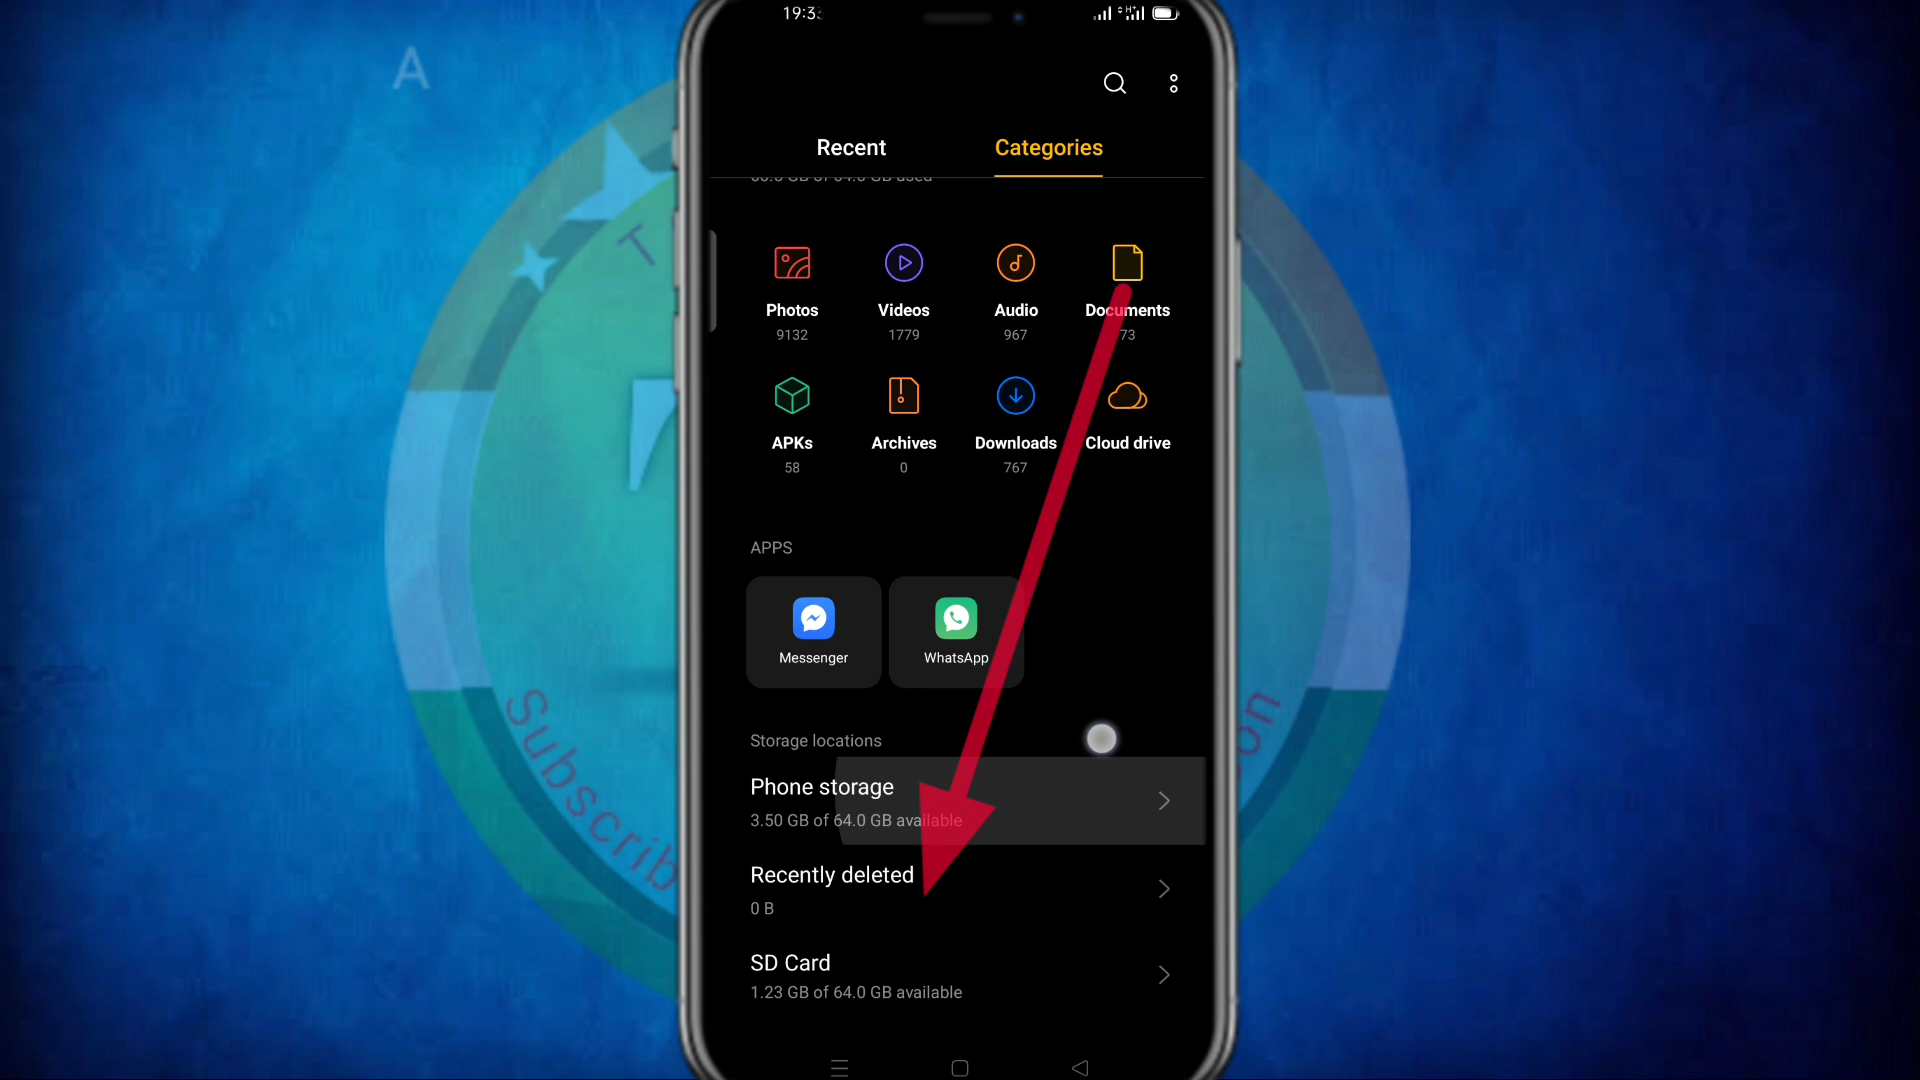 19:33
A
T
Recent
Categories
Photos
Videos
Audio
Documents
9132
1779
967
73
APKs
Archives
Downloads
Cloud drive
58
0
767
APPS
Messenger
WhatsApp
Storage locations
Phone storage
3.50 GB of 64.0 GB available
Recently deleted
0 B
SD Card
1.23 GB of 64.0 GB available
Subscrib
on